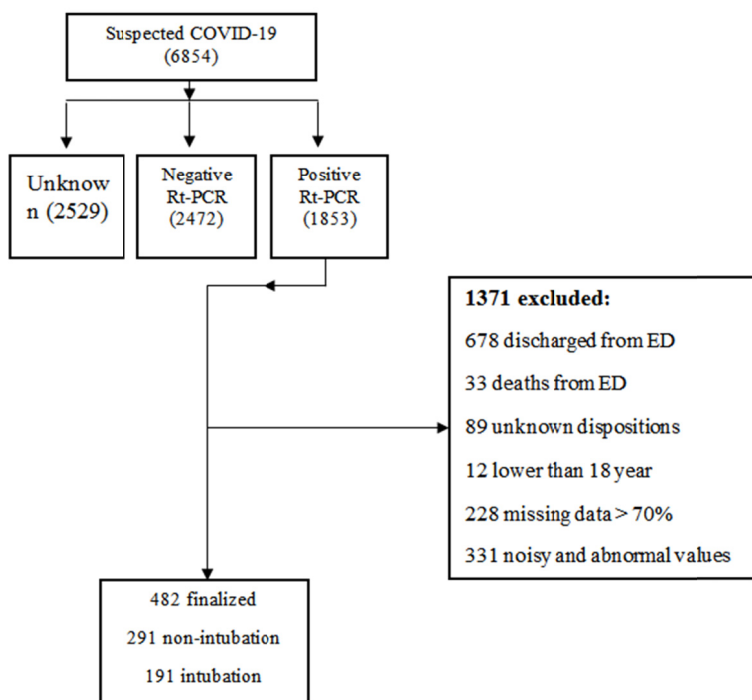 Suspected COVID-19
(6854)
Unknow
n (2529)
Negative
Rt-PCR
(2472)
Positive
Rt-PCR
(1853)
1371 excluded:
678 discharged from ED
33 deaths from ED
89 unknown dispositions
12 lower than 18 year
228 missing data > 70%
331 noisy and abnormal values
482 finalized
291 non-intubation
191 intubation